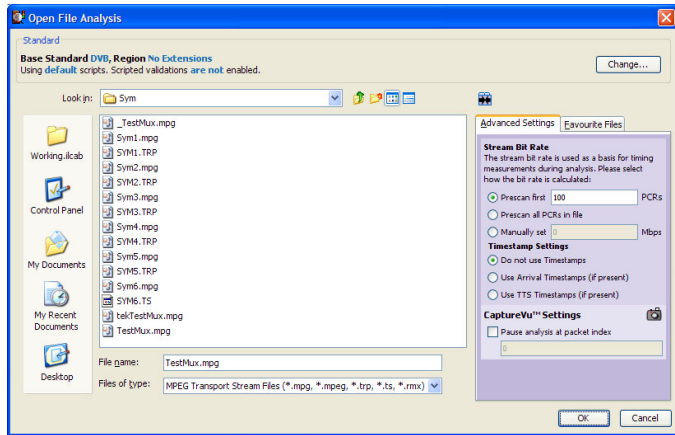 Open File Analysis
Standard
Base Standard DVB, Region No Extensions
Using default scripts. Scripted validations are not enabled.
Change...
Look in:
Sym
Working.ilcab
Control Panel
My Documents
My Recent
Documents
Desktop
_TestMux.mpg
Sym1.mpg
SYM1.TRP
Sym2.mpg
SYM2.TRP
Sym3.mpg
SYM3.TRP
Sym4.mpg
SYM4.TRP
Sym5.mpg
SYM5.TRP
Sym6.mpg
SYM6.TS
tekTestMux.mpg
TestMux.mpg
File name:
TestMux.mpg
Files of type:
MPEG Transport Stream Files (*.mpg, *.mpeg, *.trp, *.ts, *.rmx)
Advanced Settings
Favourite Files
Stream Bit Rate
The stream bit rate is used as a basis for timing
measurements during analysis. Please select
how the bit rate is calculated:
Prescan first 100 PCRs
Prescan all PCRs in file
Manually set 0 Mbps
Timestamp Settings
Do not use Timestamps
Use Arrival Timestamps (if present)
Use TTS Timestamps (if present)
CaptureVu™ Settings
Pause analysis at packet index
0
OK
Cancel